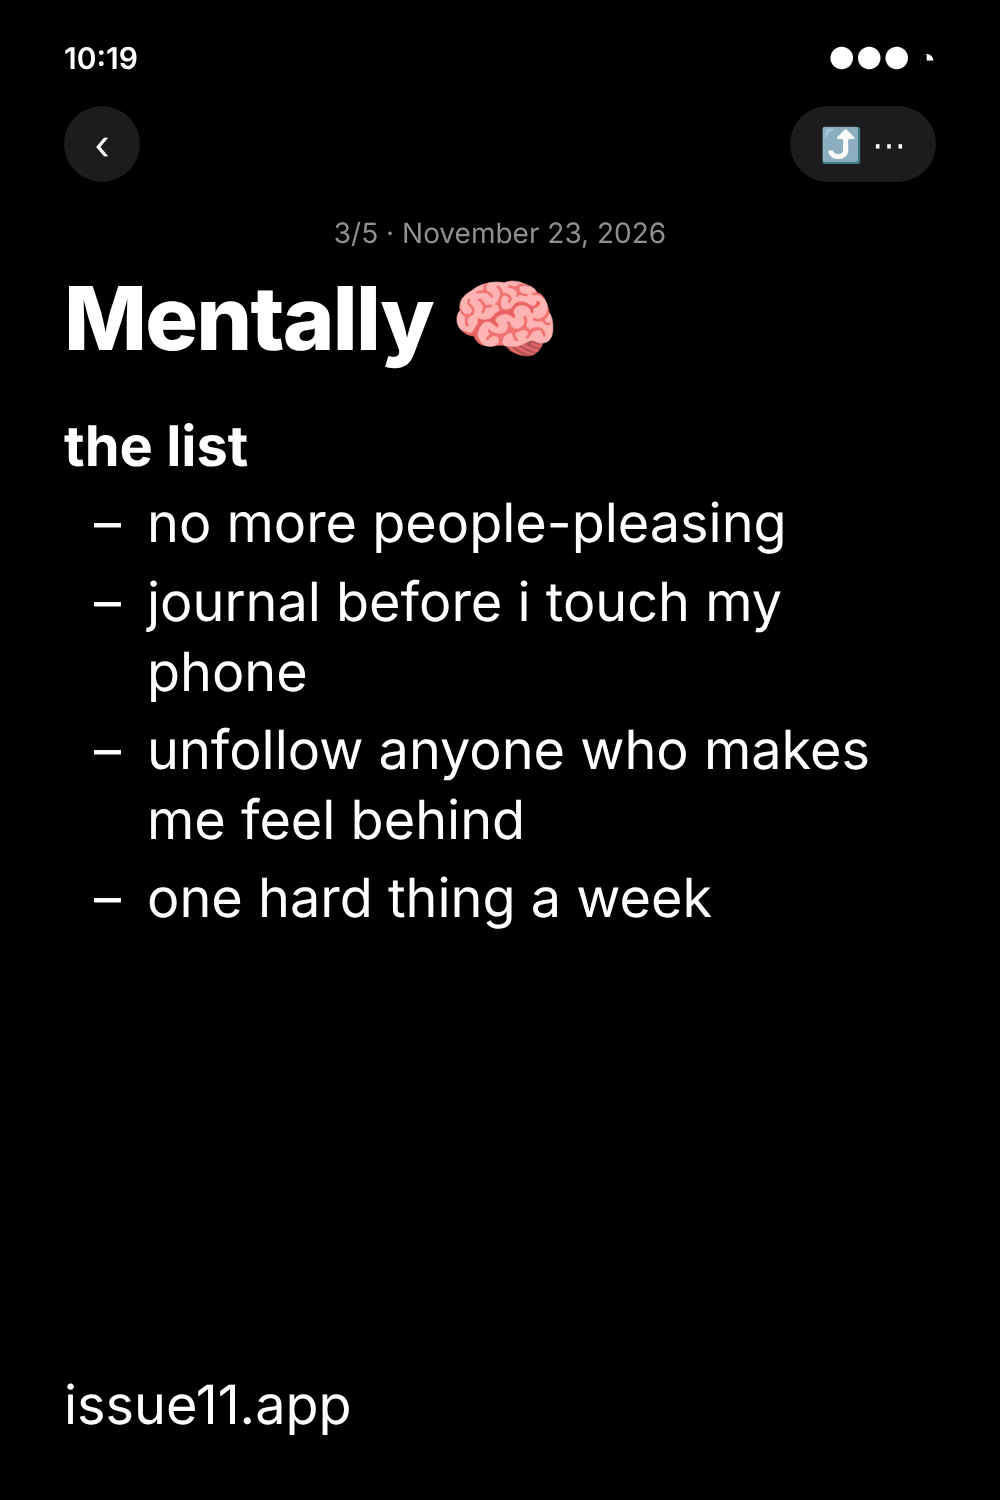 10:19
‹
⤴️ ...
3/5 · November 23, 2026
Mentally 🧠
the list
– no more people-pleasing
– journal before i touch my
phone
– unfollow anyone who makes
me feel behind
– one hard thing a week
issue11.app